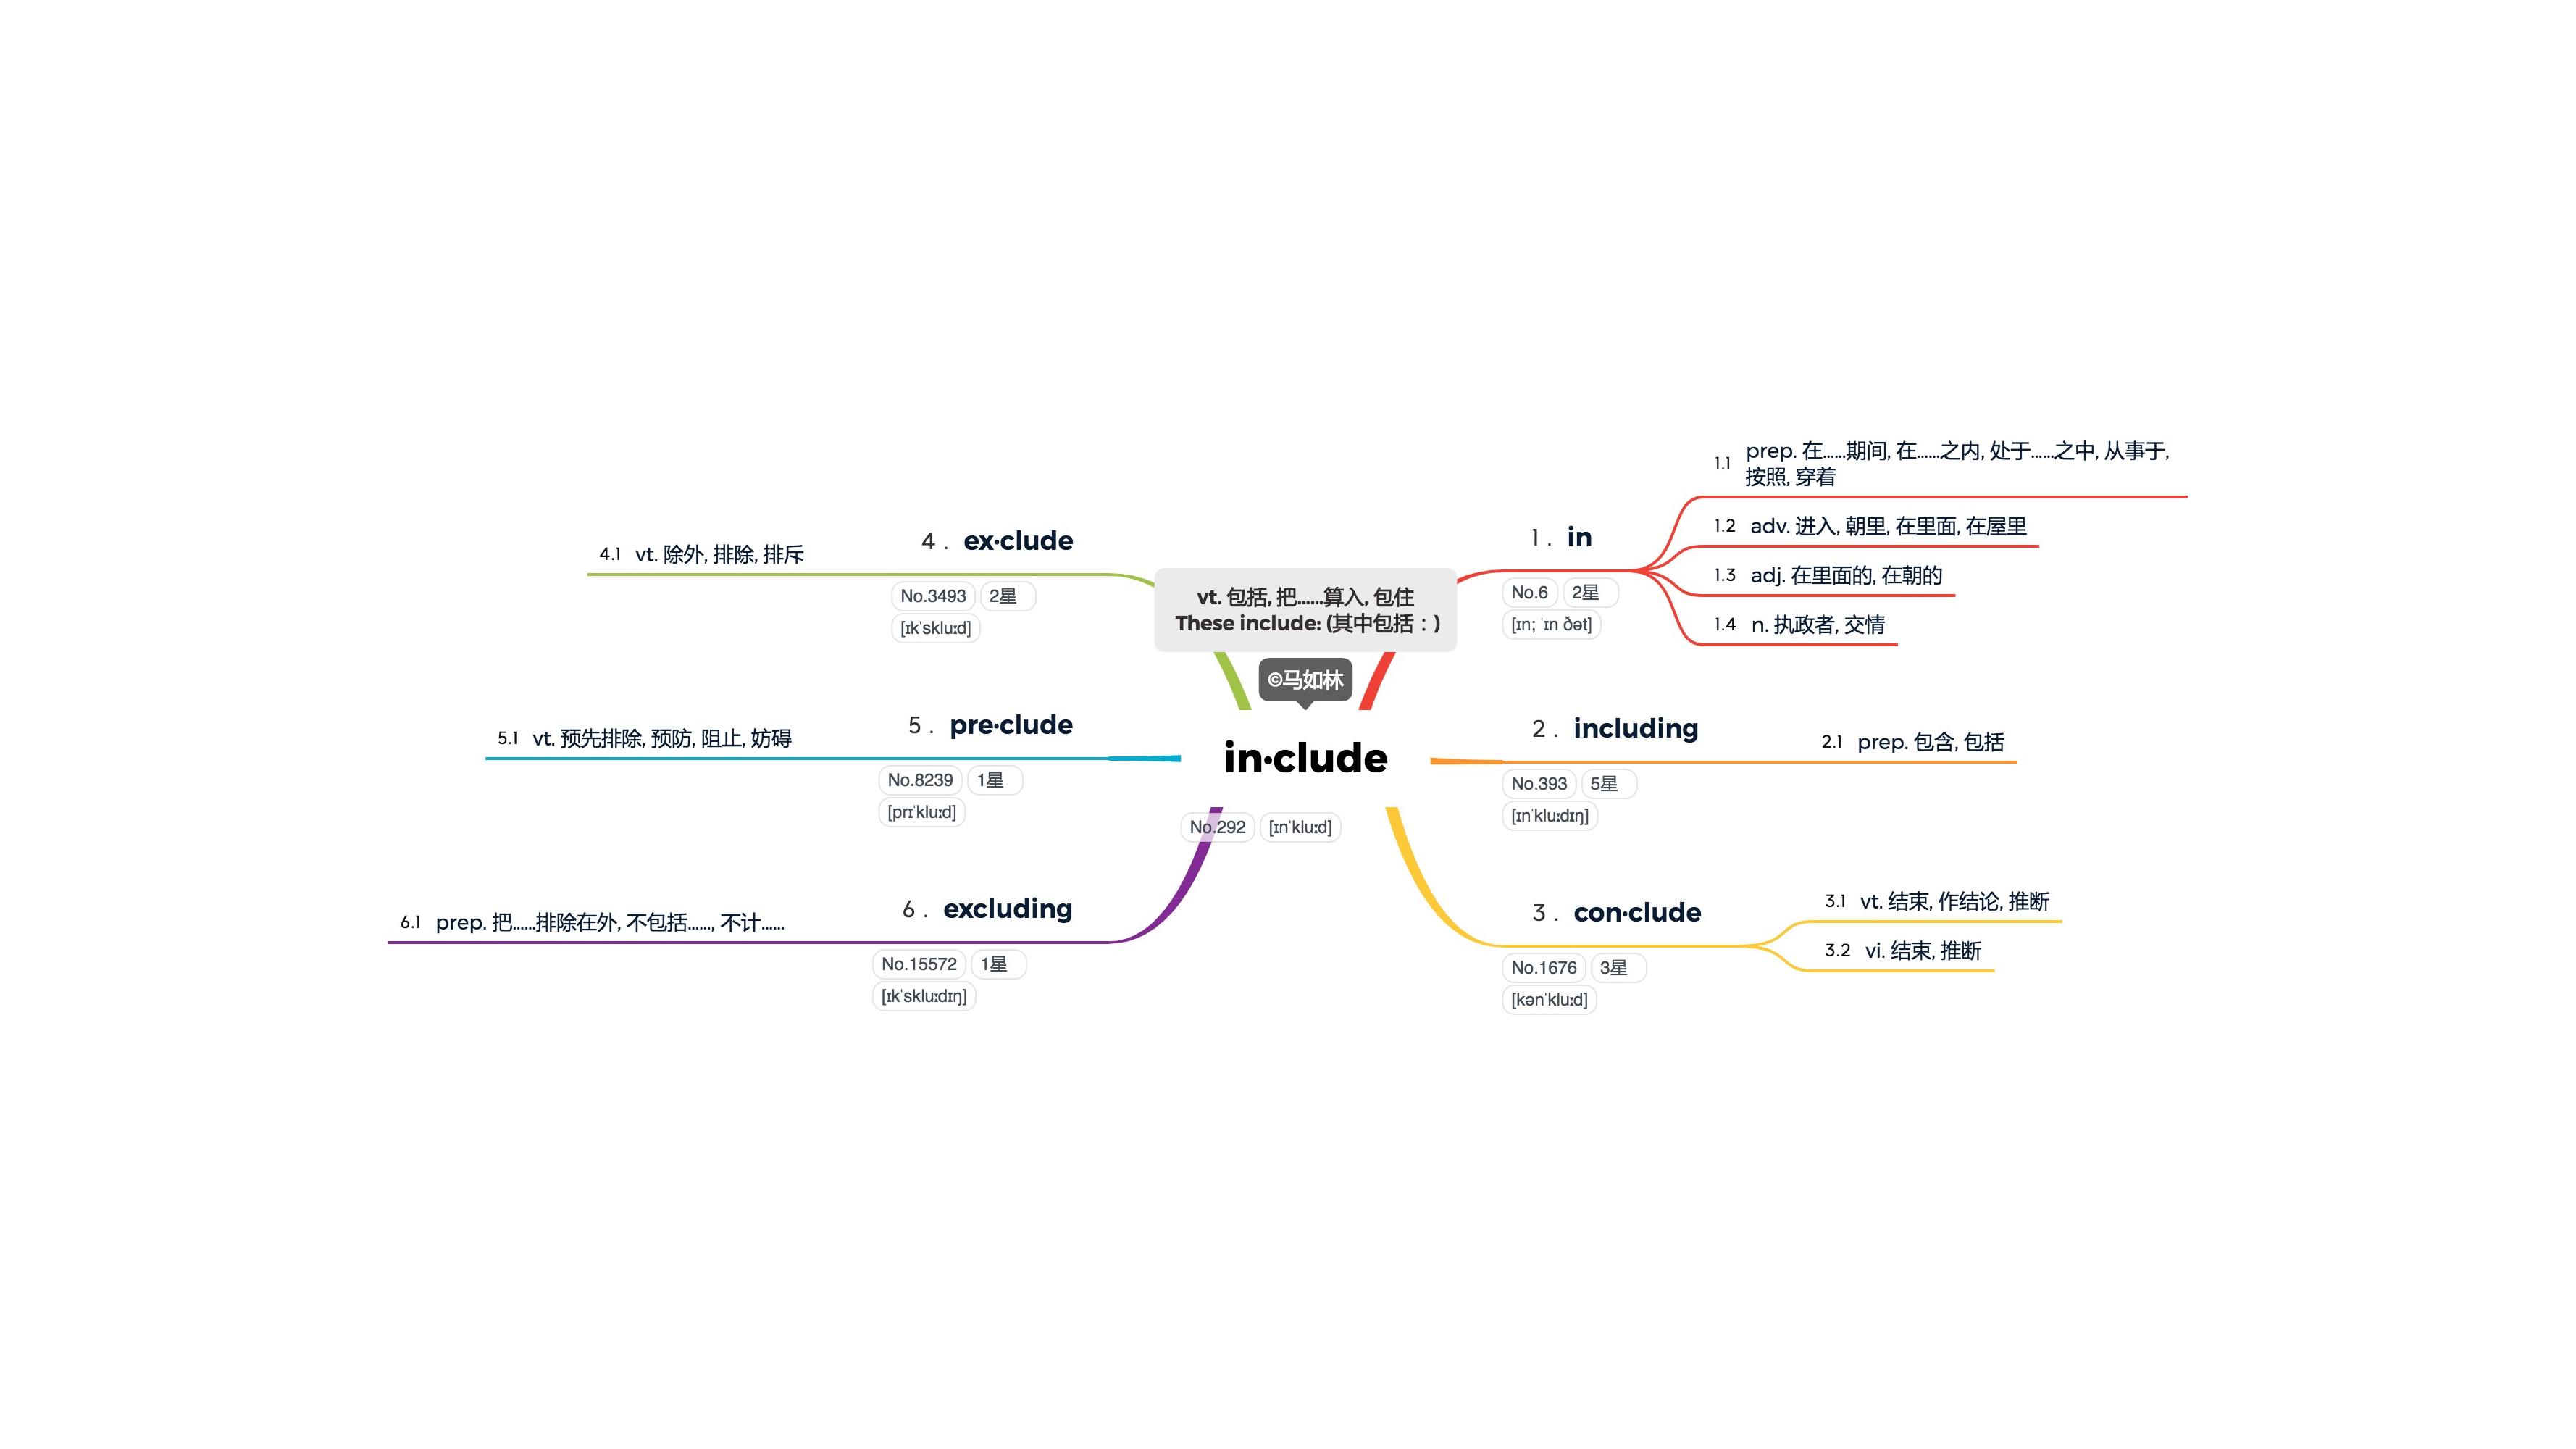 vt. 包括, 把……算入, 包住
These include: (其中包括：)
©马如林
in·clude
No.292 [ɪnˈkluːd]
1. in
No.6 2星
[ɪn; ˈɪn ðət]
1.1 prep. 在……期间, 在……之内, 处于……之中, 从事于,
按照, 穿着
1.2 adv. 进入, 朝里, 在里面, 在屋里
1.3 adj. 在里面的, 在朝的
1.4 n. 执政者, 交情
2. including
No.393 5星
[ɪnˈkluːdɪŋ]
2.1 prep. 包含, 包括
3. con·clude
No.1676 3星
[kənˈkluːd]
3.1 vt. 结束, 作结论, 推断
3.2 vi. 结束, 推断
4. ex·clude
No.3493 2星
[ɪkˈskluːd]
4.1 vt. 除外, 排除, 排斥
5. pre·clude
No.8239 1星
[prɪˈkluːd]
5.1 vt. 预先排除, 预防, 阻止, 妨碍
6. excluding
No.15572 1星
[ɪkˈskluːdɪŋ]
6.1 prep. 把……排除在外, 不包括……, 不计……